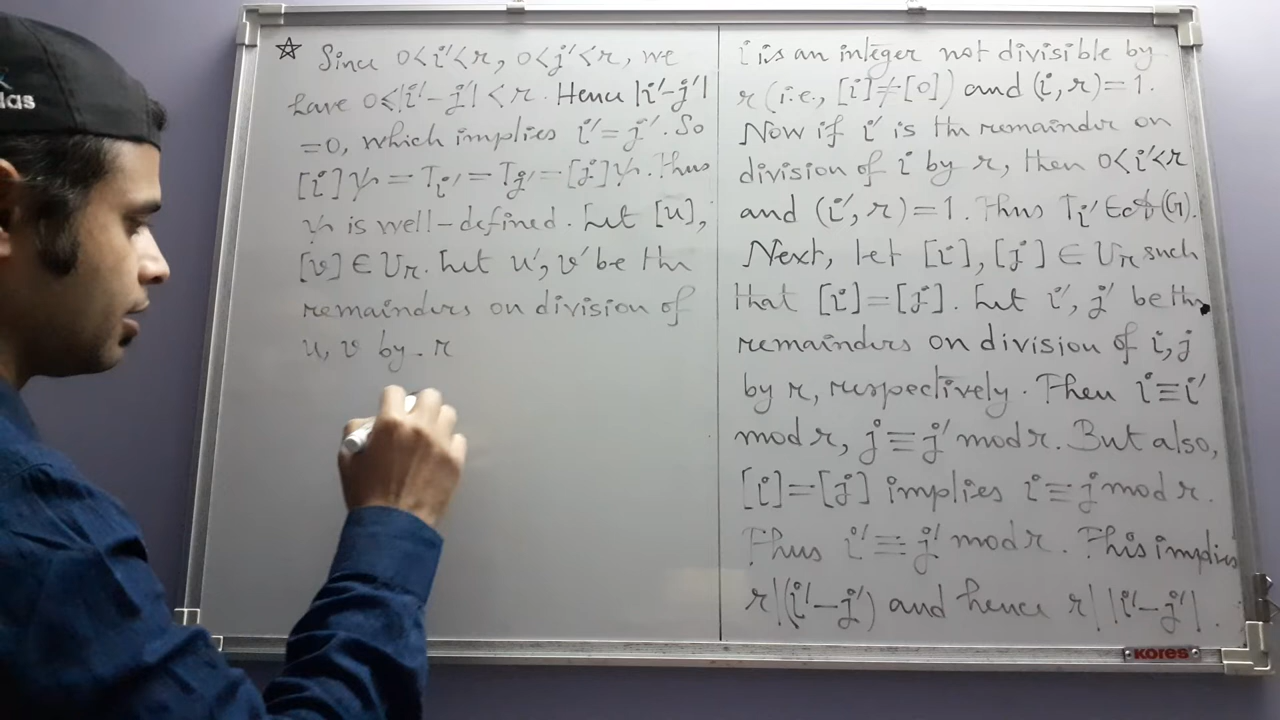 ☆ Since 0<i'<r, 0<j'<r, we
have 0⩽|i'-j'|<r. Hence |i'-j'|
=0, which implies i'=j'. So
[i]ψ=T_i'=T_j'=[j]ψ. Thus
ψ is well-defined. Let [u],
[v]∈U_r. Let u', v' be the
remainders on division of
u, v by r
i is an integer not divisible by
r (i.e., [i]≠[0]) and (i,r)=1.
Now if i' is the remainder on
division of i by r, then 0<i'<r
and (i',r)=1. Thus T_i'∈𝒜(G).
Next, let [i],[j]∈U_r such
that [i]=[j]. Let i', j' be the
remainders on division of i, j
by r, respectively. Then i≡i'
mod r, j≡j' mod r. But also,
[i]=[j] implies i≡j mod r.
Thus i'≡j' mod r. This implies
r|(i'-j') and hence r||i'-j'|.
KORES
das